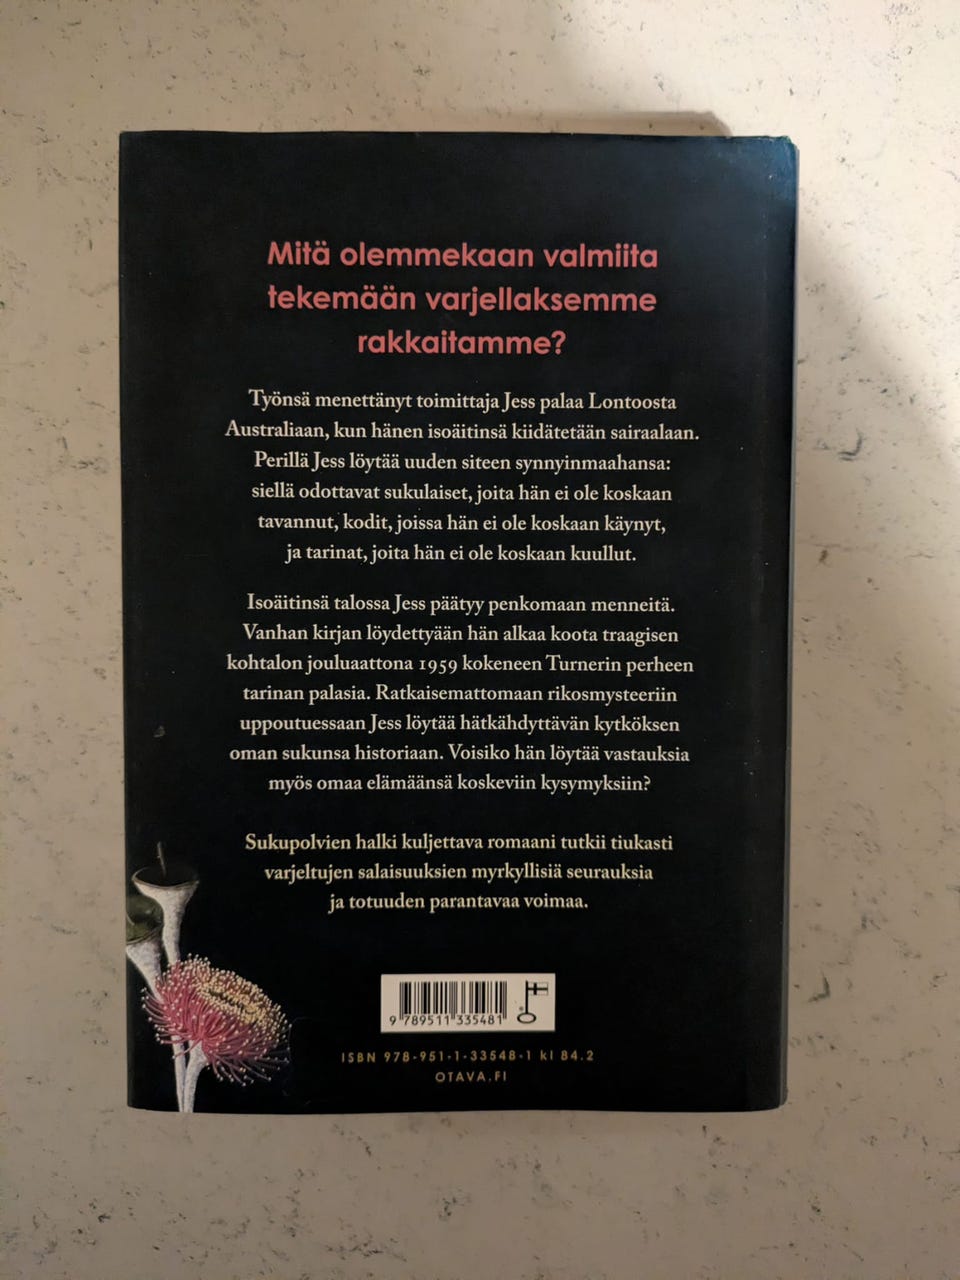 Mitä olemmekaan valmiita
tekemään varjellaksemme
rakkaitamme?
Työnsä menettänyt toimittaja Jess palaa Lontoosta
Australiaan, kun hänen isoäitinsä kiidätetään sairaalaan.
Perillä Jess löytää uuden siteen synnyinmaahansa:
siellä odottavat sukulaiset, joita hän ei ole koskaan
tavannut, kodit, joissa hän ei ole koskaan käynyt,
ja tarinat, joita hän ei ole koskaan kuullut.
Isoäitinsä talossa Jess päätyy penkomaan menneitä.
Vanhan kirjan löydettyään hän alkaa koota traagisen
kohtalon jouluaattona 1959 kokeneen Turnerin perheen
tarinan palasia. Ratkaisemattomaan rikosmysteeriin
uppoutuessaan Jess löytää hätkähdyttävän kytköksen
oman sukunsa historiaan. Voisiko hän löytää vastauksia
myös omaa elämäänsä koskeviin kysymyksiin?
Sukupolvien halki kuljettava romaani tutkii tiukasti
varjeltujen salaisuuksien myrkyllisiä seurauksia
ja totuuden parantavaa voimaa.
9 789511 335481
ISBN 978-951-1-33548-1 kl 84.2
OTAVA.FI